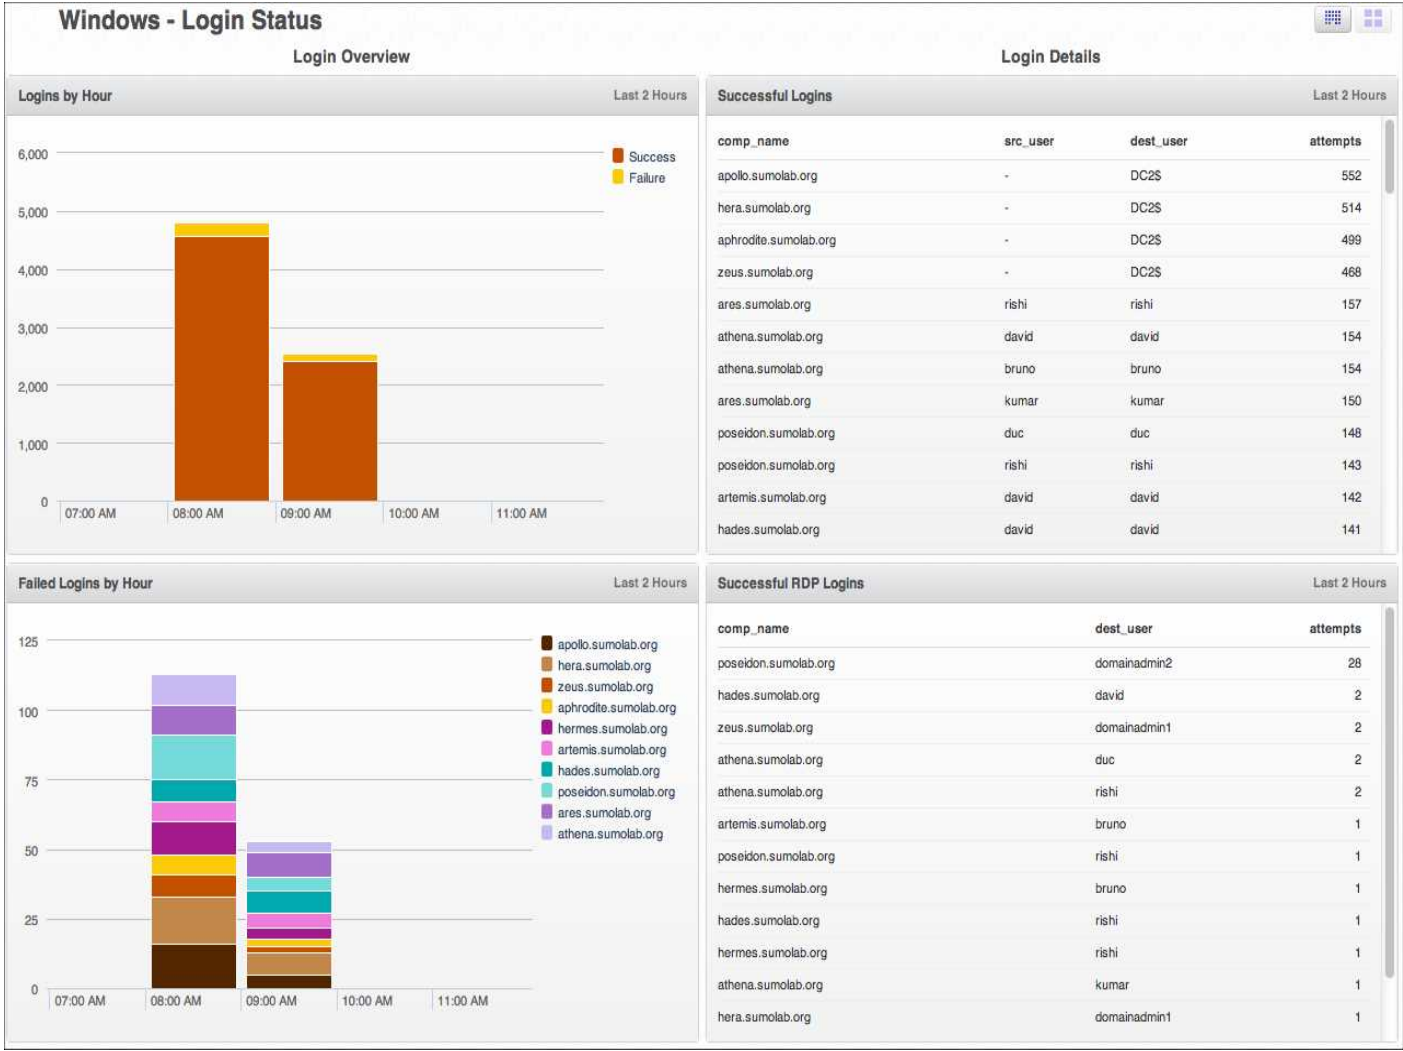 Windows - Login Status
Login Overview
Login Details
Logins by Hour Last 2 Hours
6,000
5,000
4,000
3,000
2,000
1,000
0
07:00 AM 08:00 AM 09:00 AM 10:00 AM 11:00 AM
Success
Failure
Successful Logins Last 2 Hours
comp_name src_user dest_user attempts
apollo.sumolab.org - DC2$ 552
hera.sumolab.org - DC2$ 514
aphrodite.sumolab.org - DC2$ 499
zeus.sumolab.org - DC2$ 468
ares.sumolab.org rishi rishi 157
athena.sumolab.org david david 154
athena.sumolab.org bruno bruno 154
ares.sumolab.org kumar kumar 150
poseidon.sumolab.org duc duc 148
poseidon.sumolab.org rishi rishi 143
artemis.sumolab.org david david 142
hades.sumolab.org david david 141
Failed Logins by Hour Last 2 Hours
125
100
75
50
25
0
07:00 AM 08:00 AM 09:00 AM 10:00 AM 11:00 AM
apollo.sumolab.org
hera.sumolab.org
zeus.sumolab.org
aphrodite.sumolab.org
hermes.sumolab.org
artemis.sumolab.org
hades.sumolab.org
poseidon.sumolab.org
ares.sumolab.org
athena.sumolab.org
Successful RDP Logins Last 2 Hours
comp_name dest_user attempts
poseidon.sumolab.org domainadmin2 28
hades.sumolab.org david 2
zeus.sumolab.org domainadmin1 2
athena.sumolab.org duc 2
athena.sumolab.org rishi 2
artemis.sumolab.org bruno 1
poseidon.sumolab.org rishi 1
hermes.sumolab.org bruno 1
hades.sumolab.org rishi 1
hermes.sumolab.org rishi 1
athena.sumolab.org kumar 1
hera.sumolab.org domainadmin1 1